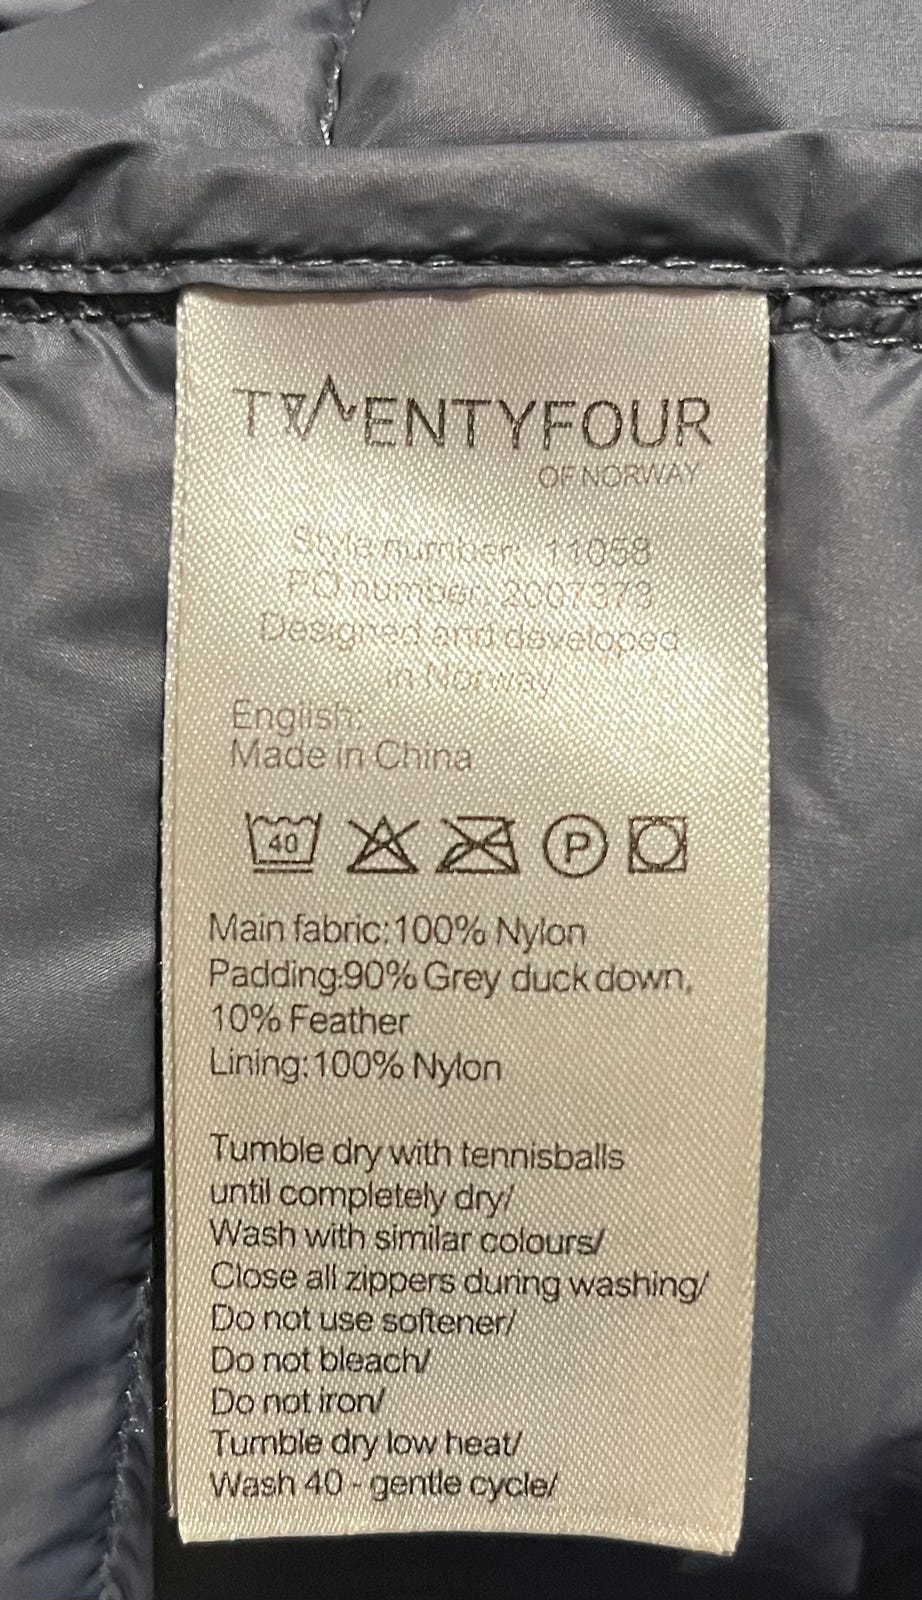 TWENTYFOUR
OF NORWAY
Style number: 11058
PO number: 2007373
Designed and developed
in Norway
English:
Made in China
40 P
Main fabric:100% Nylon
Padding:90% Grey duck down,
10% Feather
Lining:100% Nylon
Tumble dry with tennisballs
until completely dry/
Wash with similar colours/
Close all zippers during washing/
Do not use softener/
Do not bleach/
Do not iron/
Tumble dry low heat/
Wash 40 - gentle cycle/